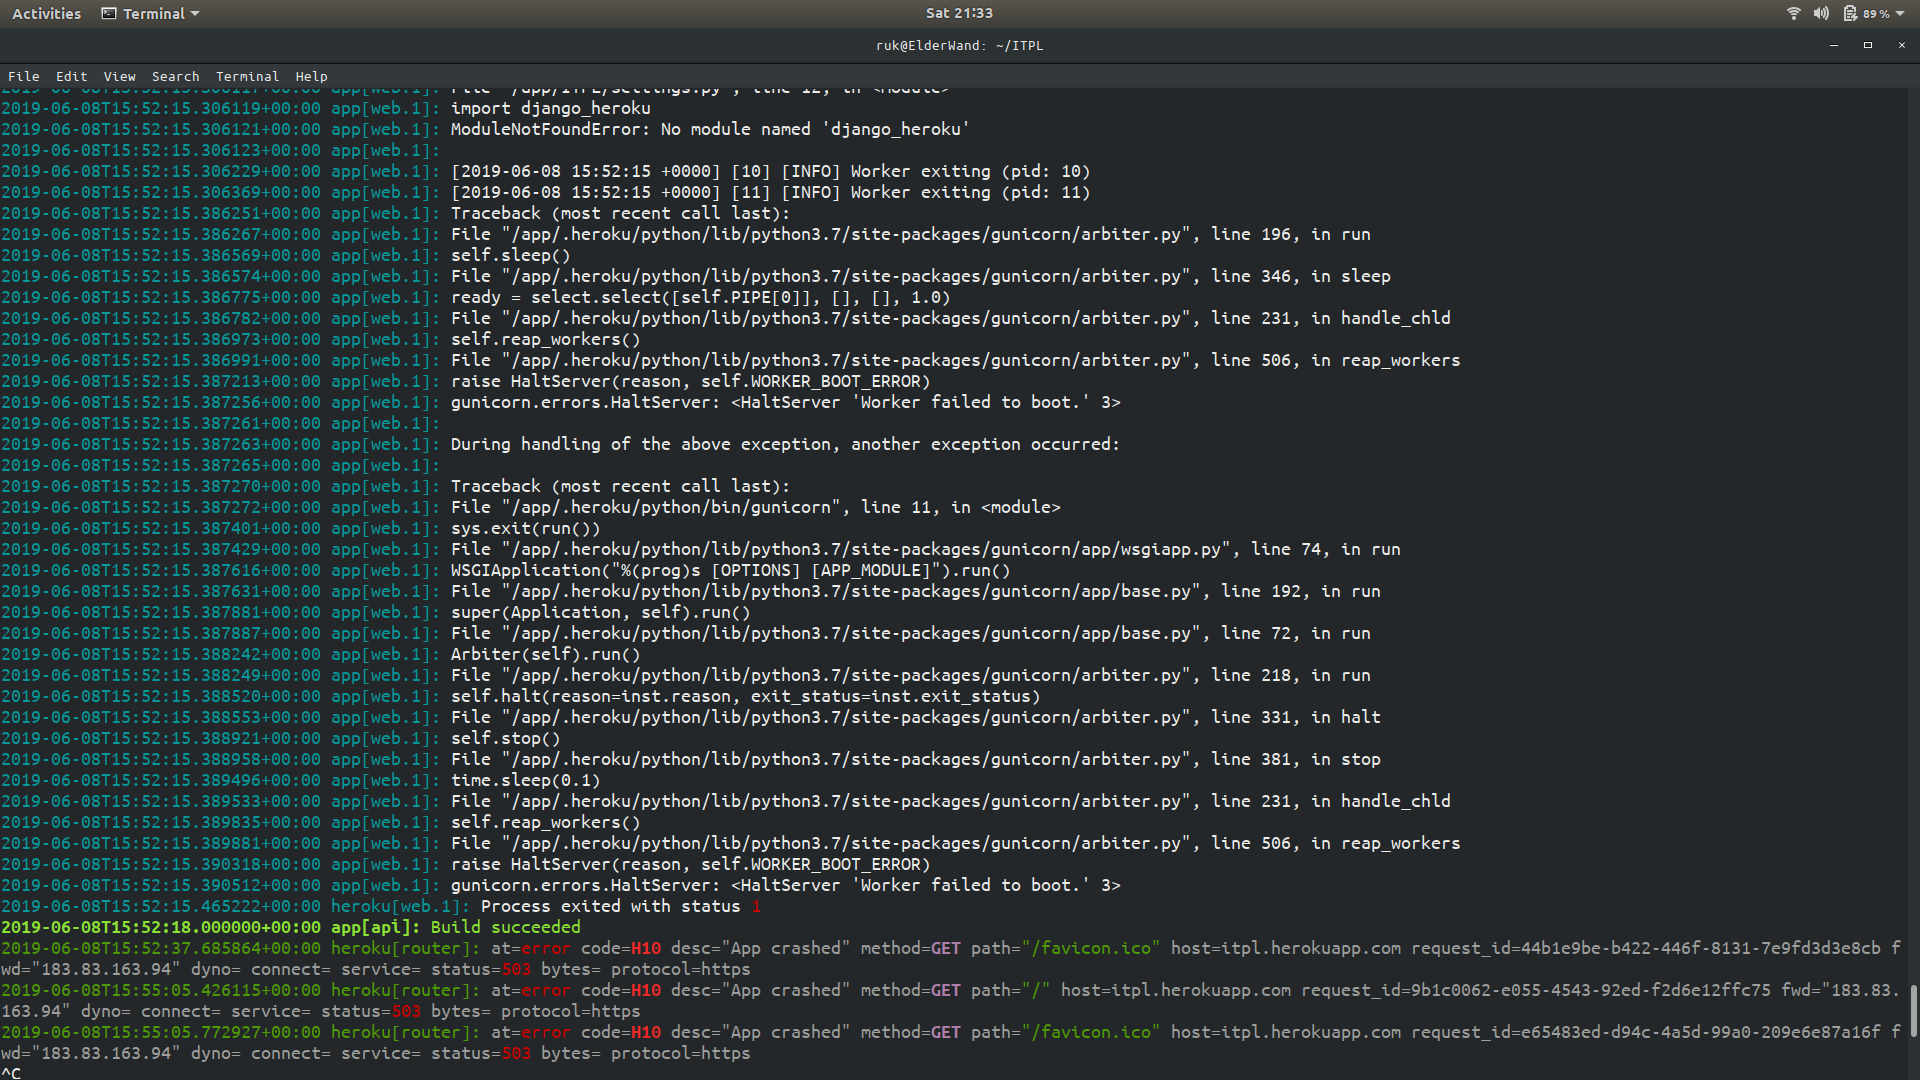 Activities Terminal Sat 21:33 89 %
ruk@ElderWand: ~/ITPL
File Edit View Search Terminal Help
2019-06-08T15:52:15.306117+00:00 app[web.1]: File "/app/ITPL/settings.py", line 12, in <module>
2019-06-08T15:52:15.306119+00:00 app[web.1]: import django_heroku
2019-06-08T15:52:15.306121+00:00 app[web.1]: ModuleNotFoundError: No module named 'django_heroku'
2019-06-08T15:52:15.306123+00:00 app[web.1]:
2019-06-08T15:52:15.306229+00:00 app[web.1]: [2019-06-08 15:52:15 +0000] [10] [INFO] Worker exiting (pid: 10)
2019-06-08T15:52:15.306369+00:00 app[web.1]: [2019-06-08 15:52:15 +0000] [11] [INFO] Worker exiting (pid: 11)
2019-06-08T15:52:15.386251+00:00 app[web.1]: Traceback (most recent call last):
2019-06-08T15:52:15.386267+00:00 app[web.1]: File "/app/.heroku/python/lib/python3.7/site-packages/gunicorn/arbiter.py", line 196, in run
2019-06-08T15:52:15.386569+00:00 app[web.1]: self.sleep()
2019-06-08T15:52:15.386574+00:00 app[web.1]: File "/app/.heroku/python/lib/python3.7/site-packages/gunicorn/arbiter.py", line 346, in sleep
2019-06-08T15:52:15.386775+00:00 app[web.1]: ready = select.select([self.PIPE[0]], [], [], 1.0)
2019-06-08T15:52:15.386782+00:00 app[web.1]: File "/app/.heroku/python/lib/python3.7/site-packages/gunicorn/arbiter.py", line 231, in handle_chld
2019-06-08T15:52:15.386973+00:00 app[web.1]: self.reap_workers()
2019-06-08T15:52:15.386991+00:00 app[web.1]: File "/app/.heroku/python/lib/python3.7/site-packages/gunicorn/arbiter.py", line 506, in reap_workers
2019-06-08T15:52:15.387213+00:00 app[web.1]: raise HaltServer(reason, self.WORKER_BOOT_ERROR)
2019-06-08T15:52:15.387256+00:00 app[web.1]: gunicorn.errors.HaltServer: <HaltServer 'Worker failed to boot.' 3>
2019-06-08T15:52:15.387261+00:00 app[web.1]:
2019-06-08T15:52:15.387263+00:00 app[web.1]: During handling of the above exception, another exception occurred:
2019-06-08T15:52:15.387265+00:00 app[web.1]:
2019-06-08T15:52:15.387270+00:00 app[web.1]: Traceback (most recent call last):
2019-06-08T15:52:15.387272+00:00 app[web.1]: File "/app/.heroku/python/bin/gunicorn", line 11, in <module>
2019-06-08T15:52:15.387401+00:00 app[web.1]: sys.exit(run())
2019-06-08T15:52:15.387429+00:00 app[web.1]: File "/app/.heroku/python/lib/python3.7/site-packages/gunicorn/app/wsgiapp.py", line 74, in run
2019-06-08T15:52:15.387616+00:00 app[web.1]: WSGIApplication("%(prog)s [OPTIONS] [APP_MODULE]").run()
2019-06-08T15:52:15.387631+00:00 app[web.1]: File "/app/.heroku/python/lib/python3.7/site-packages/gunicorn/app/base.py", line 192, in run
2019-06-08T15:52:15.387881+00:00 app[web.1]: super(Application, self).run()
2019-06-08T15:52:15.387887+00:00 app[web.1]: File "/app/.heroku/python/lib/python3.7/site-packages/gunicorn/app/base.py", line 72, in run
2019-06-08T15:52:15.388242+00:00 app[web.1]: Arbiter(self).run()
2019-06-08T15:52:15.388249+00:00 app[web.1]: File "/app/.heroku/python/lib/python3.7/site-packages/gunicorn/arbiter.py", line 218, in run
2019-06-08T15:52:15.388520+00:00 app[web.1]: self.halt(reason=inst.reason, exit_status=inst.exit_status)
2019-06-08T15:52:15.388553+00:00 app[web.1]: File "/app/.heroku/python/lib/python3.7/site-packages/gunicorn/arbiter.py", line 331, in halt
2019-06-08T15:52:15.388921+00:00 app[web.1]: self.stop()
2019-06-08T15:52:15.388958+00:00 app[web.1]: File "/app/.heroku/python/lib/python3.7/site-packages/gunicorn/arbiter.py", line 381, in stop
2019-06-08T15:52:15.389496+00:00 app[web.1]: time.sleep(0.1)
2019-06-08T15:52:15.389533+00:00 app[web.1]: File "/app/.heroku/python/lib/python3.7/site-packages/gunicorn/arbiter.py", line 231, in handle_chld
2019-06-08T15:52:15.389835+00:00 app[web.1]: self.reap_workers()
2019-06-08T15:52:15.389881+00:00 app[web.1]: File "/app/.heroku/python/lib/python3.7/site-packages/gunicorn/arbiter.py", line 506, in reap_workers
2019-06-08T15:52:15.390318+00:00 app[web.1]: raise HaltServer(reason, self.WORKER_BOOT_ERROR)
2019-06-08T15:52:15.390512+00:00 app[web.1]: gunicorn.errors.HaltServer: <HaltServer 'Worker failed to boot.' 3>
2019-06-08T15:52:15.465222+00:00 heroku[web.1]: Process exited with status 1
2019-06-08T15:52:18.000000+00:00 app[api]: Build succeeded
2019-06-08T15:52:37.685864+00:00 heroku[router]: at=error code=H10 desc="App crashed" method=GET path="/favicon.ico" host=itpl.herokuapp.com request_id=44b1e9be-b422-446f-8131-7e9fd3d3e8cb f
wd="183.83.163.94" dyno= connect= service= status=503 bytes= protocol=https
2019-06-08T15:55:05.426115+00:00 heroku[router]: at=error code=H10 desc="App crashed" method=GET path="/" host=itpl.herokuapp.com request_id=9b1c0062-e055-4543-92ed-f2d6e12ffc75 fwd="183.83.
163.94" dyno= connect= service= status=503 bytes= protocol=https
2019-06-08T15:55:05.772927+00:00 heroku[router]: at=error code=H10 desc="App crashed" method=GET path="/favicon.ico" host=itpl.herokuapp.com request_id=e65483ed-d94c-4a5d-99a0-209e6e87a16f f
wd="183.83.163.94" dyno= connect= service= status=503 bytes= protocol=https
^C